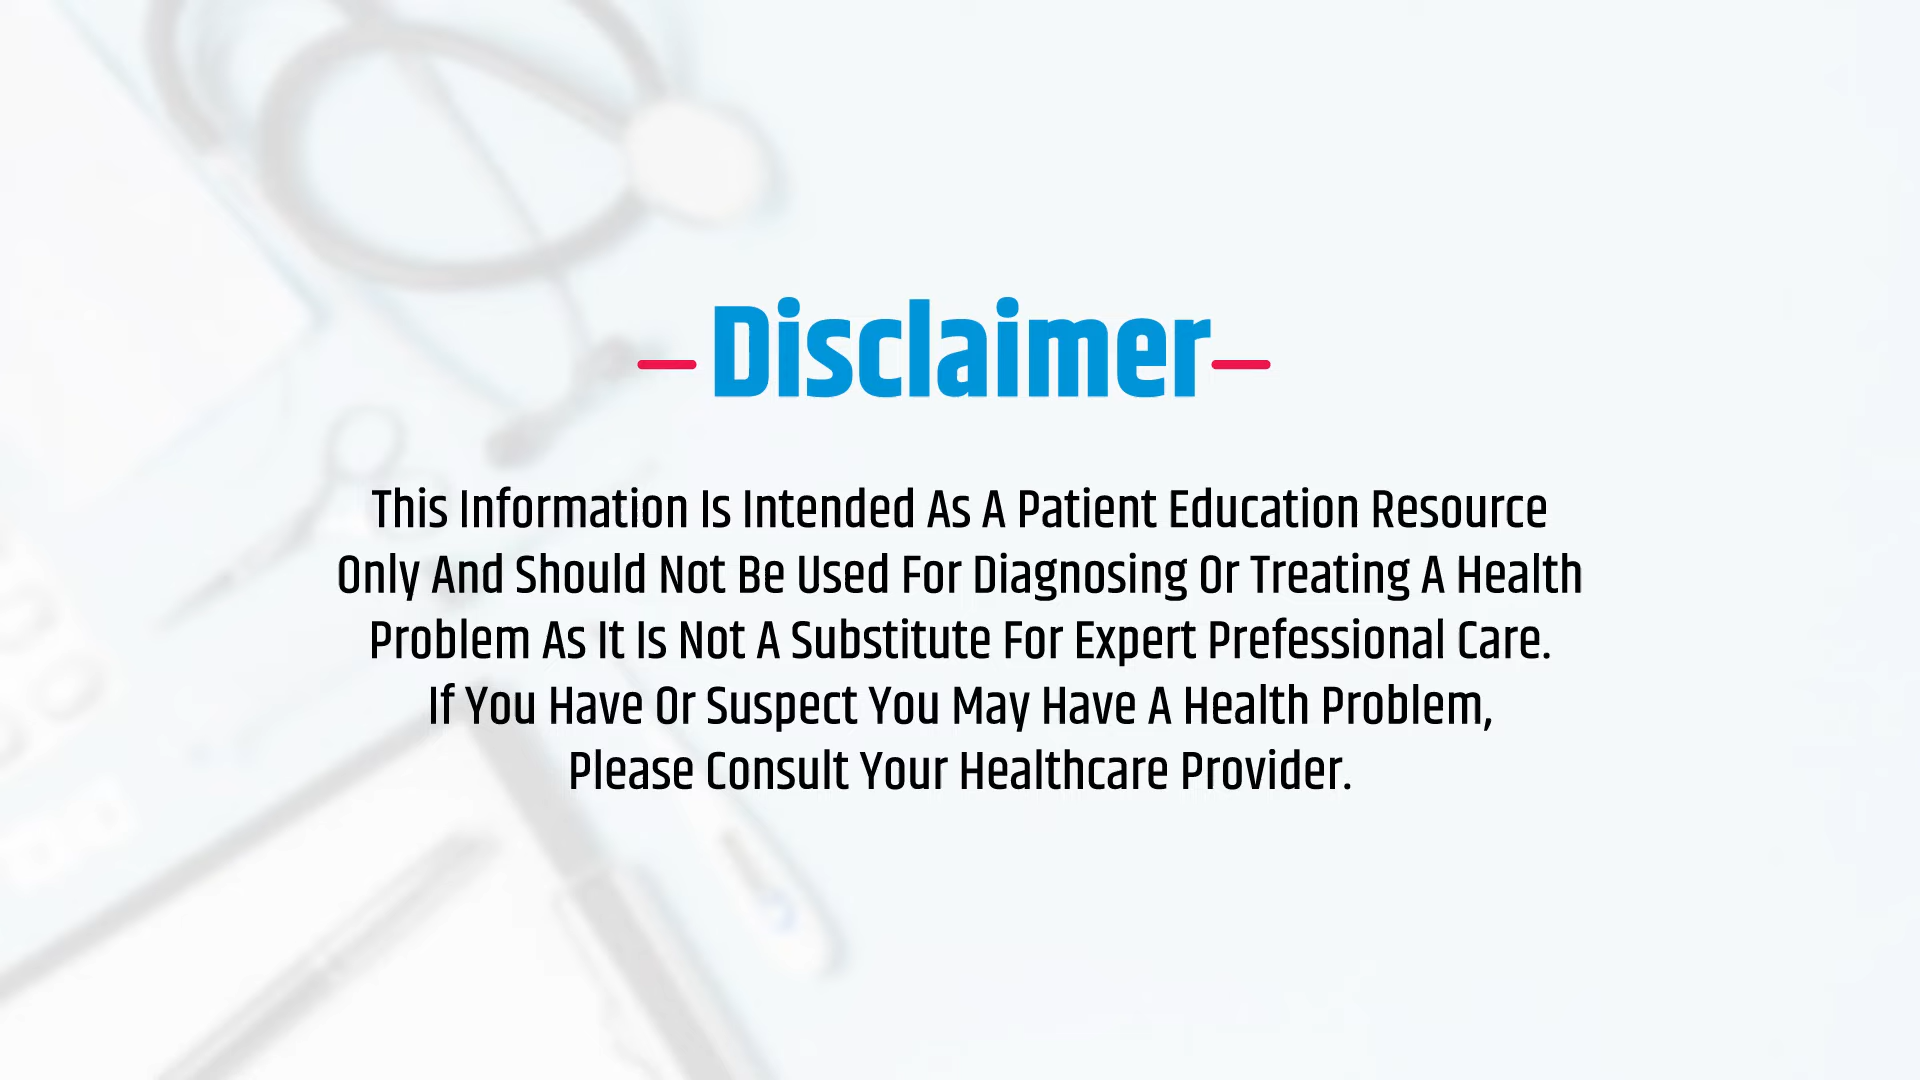 Disclaimer
This Information Is Intended As A Patient Education Resource
Only And Should Not Be Used For Diagnosing Or Treating A Health
Problem As It Is Not A Substitute For Expert Prefessional Care.
If You Have Or Suspect You May Have A Health Problem,
Please Consult Your Healthcare Provider.